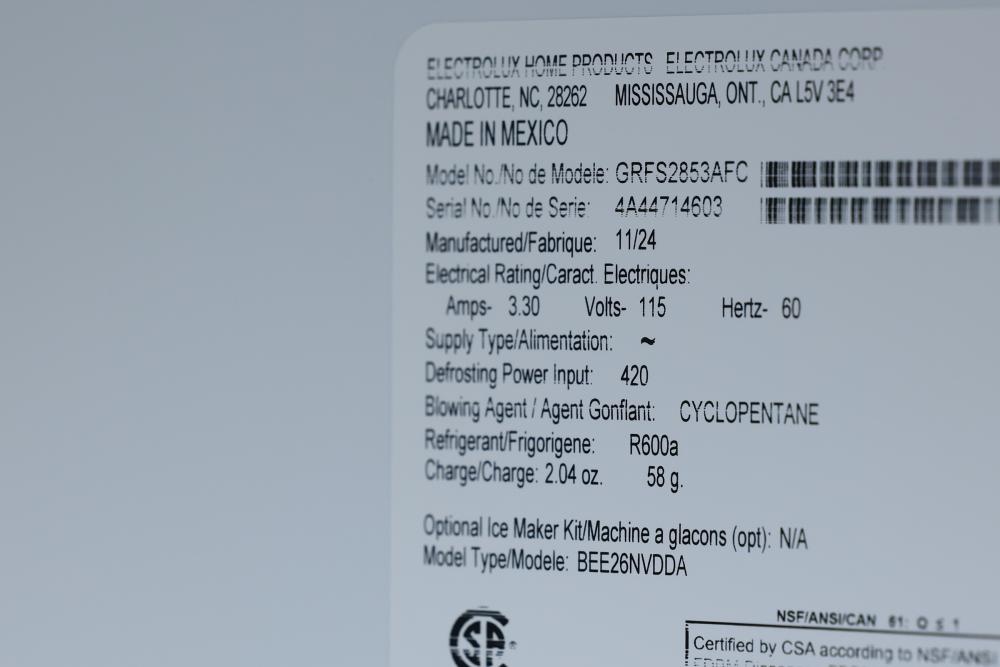 ELECTROLUX HOME PRODUCTS ELECTROLUX CANADA CORP.
CHARLOTTE, NC, 28262 MISSISSAUGA, ONT., CA L5V 3E4
MADE IN MEXICO
Model No./No de Modele: GRFS2853AFC
Serial No./No de Serie: 4A44714603
Manufactured/Fabrique: 11/24
Electrical Rating/Caract. Electriques:
Amps- 3.30 Volts- 115 Hertz- 60
Supply Type/Alimentation: ~
Defrosting Power Input: 420
Blowing Agent / Agent Gonflant: CYCLOPENTANE
Refrigerant/Frigorigene: R600a
Charge/Charge: 2.04 oz. 58 g.
Optional Ice Maker Kit/Machine a glacons (opt): N/A
Model Type/Modele: BEE26NVDDA
NSF/ANSI/CAN 61: Q ≤ 1
Certified by CSA according to NSF/ANSI